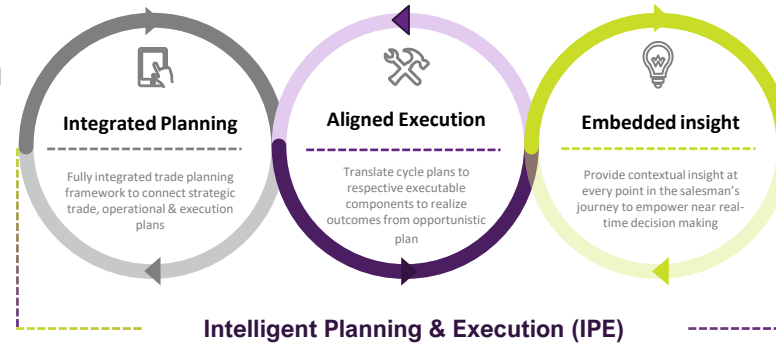 Integrated Planning
Fully integrated trade planning
framework to connect strategic
trade, operational & execution
plans
Aligned Execution
Translate cycle plans to
respective executable
components to realize
outcomes from opportunistic
plan
Embedded insight
Provide contextual insight at
every point in the salesman's
journey to empower near real-
time decision making
Intelligent Planning & Execution (IPE)